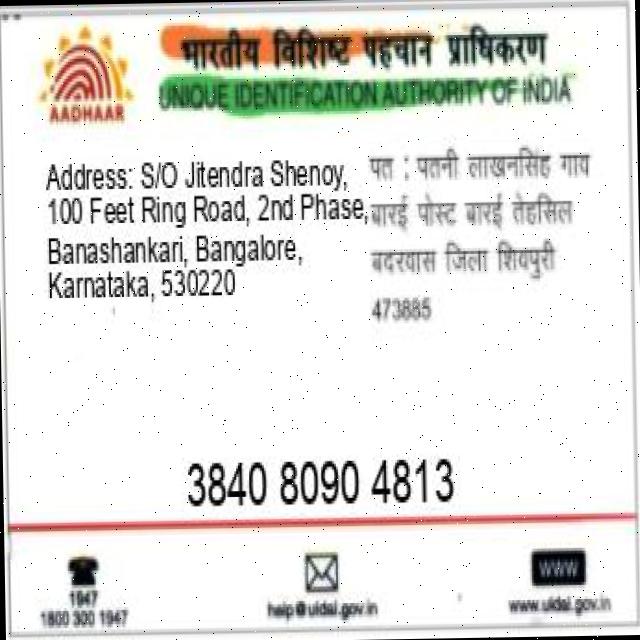 भारतीय विशिष्ट पहचान प्राधिकरण
UNIQUE IDENTIFICATION AUTHORITY OF INDIA
AADHAAR
Address: S/O Jitendra Shenoy,
100 Feet Ring Road, 2nd Phase,
Banashankari, Bangalore,
Karnataka, 530220
पत : पतनी लाखनसिंह गाव
बारई पोस्ट बारई तेहसिल
बदरवास जिला शिवपुरी
473885
3840 8090 4813
1947
1800 300 1947
help@uidai.gov.in
www
www.uidai.gov.in